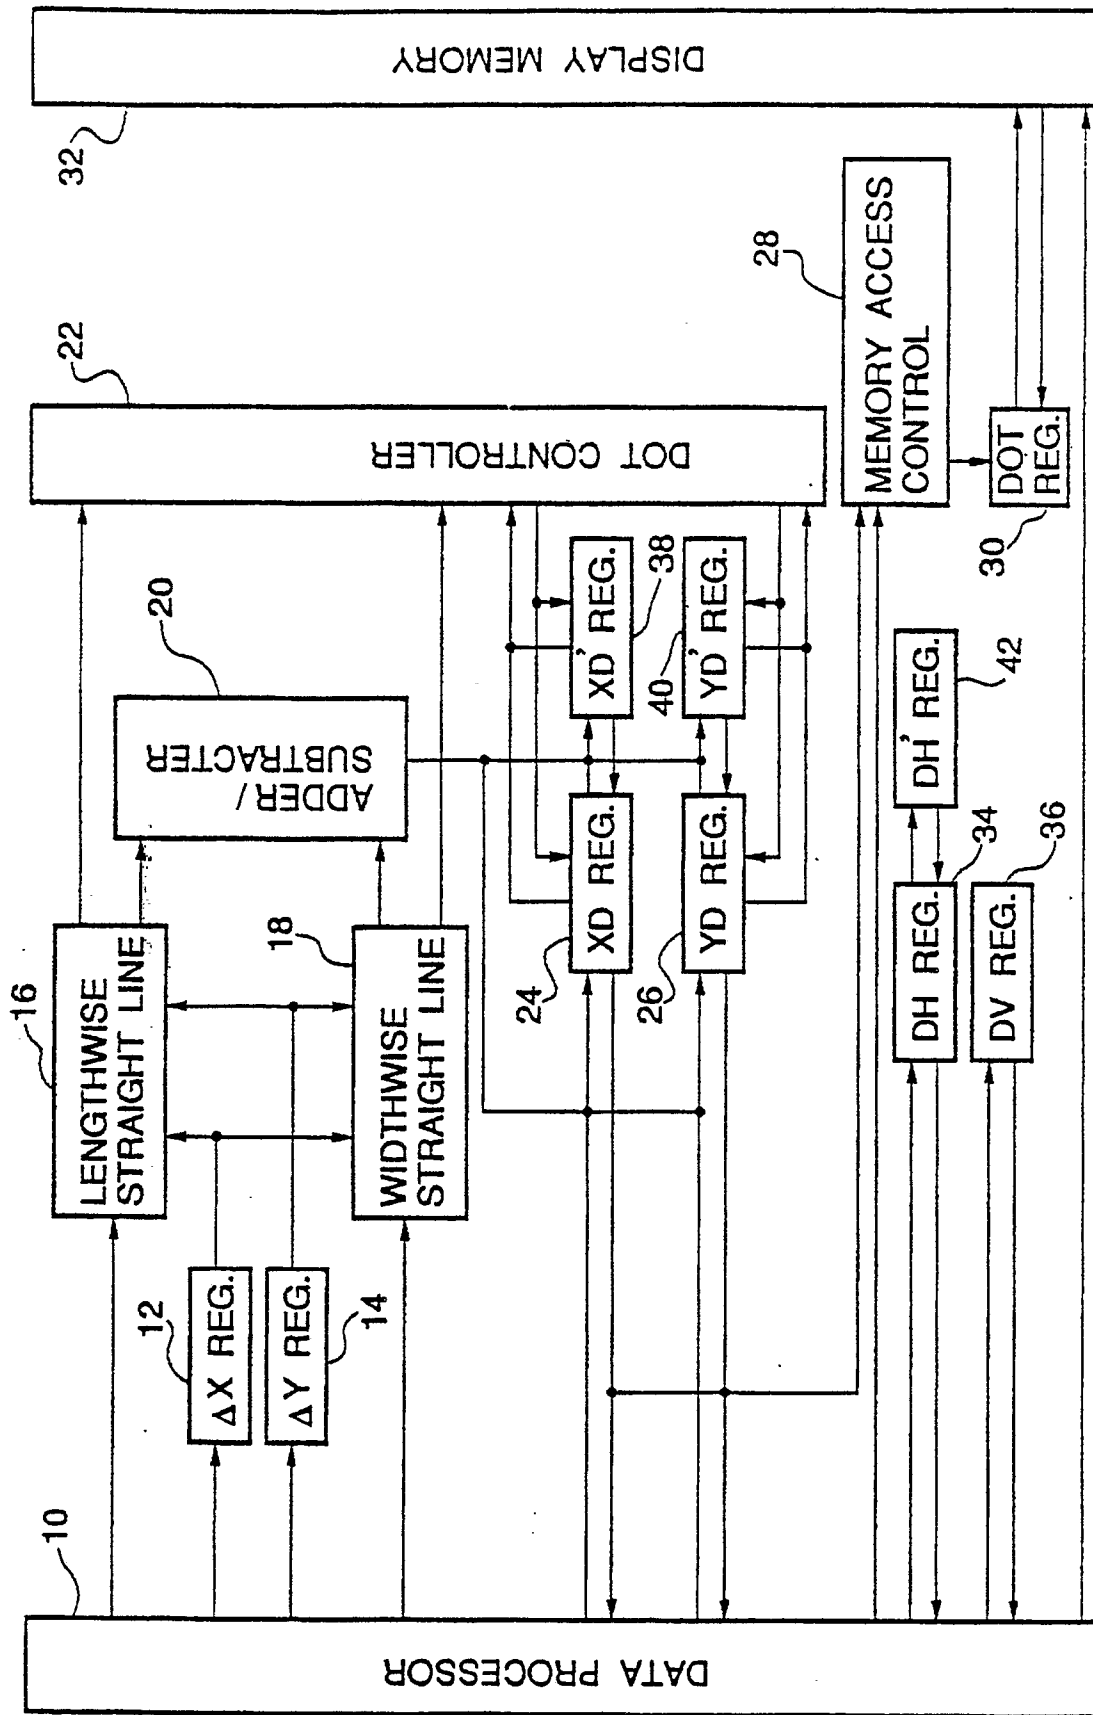 10
DATA PROCESSOR
12
ΔX REG.
ΔY REG.
14
16
LENGTHWISE
STRAIGHT LINE
18
WIDTHWISE
STRAIGHT LINE
20
ADDER/
SUBTRACTER
22
DOT CONTROLLER
24
XD REG.
26
YD REG.
XD' REG.
38
40
YD' REG.
28
MEMORY ACCESS
CONTROL
DOT
REG.
30
32
DISPLAY MEMORY
DH REG.
34
DV REG.
36
DH' REG.
42